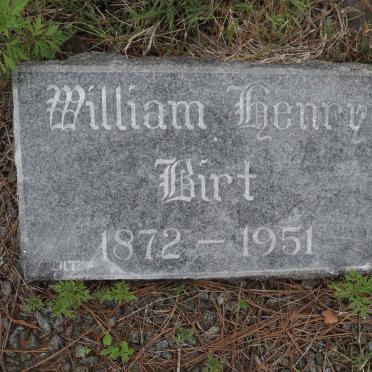 William Henry
Birt
1872 – 1951